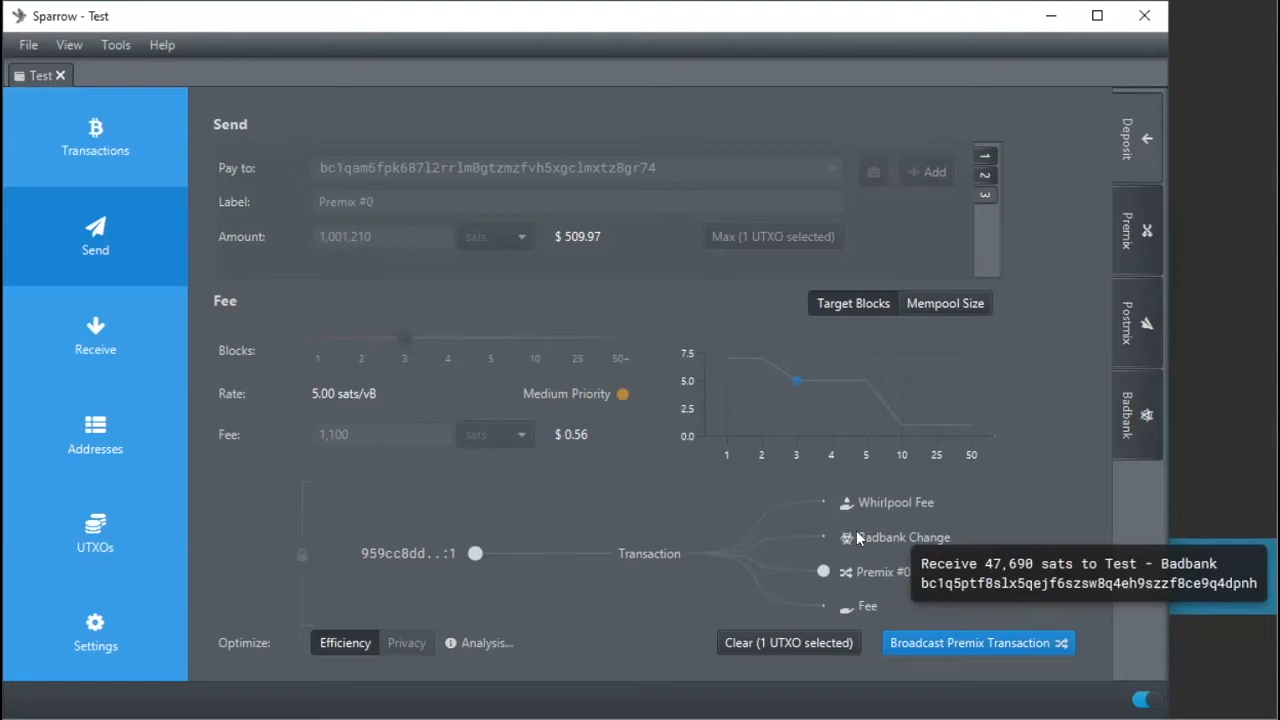 Sparrow - Test
File View Tools Help
Test
Transactions
Send
Receive
Addresses
UTXOs
Settings
Send
Pay to: bc1qam6fpk687l2rrlm0gtzmzfvh5xgclmxtz8gr74 Add
Label: Premix #0
Amount: 1,001,210 sats $ 509.97 Max (1 UTXO selected)
1
2
3
Fee
Target Blocks Mempool Size
Blocks: 1 2 3 4 5 10 25 50+
Rate: 5.00 sats/vB Medium Priority
Fee: 1,100 sats $ 0.56
7.5
5.0
2.5
0.0
1 2 3 4 5 10 25 50
959cc8dd..:1 Transaction
Whirlpool Fee
Badbank Change
Premix #0
Fee
Receive 47,690 sats to Test - Badbank
bc1q5ptf8slx5qejf6szsw8q4eh9szzf8ce9q4dpnh
Optimize: Efficiency Privacy Analysis... Clear (1 UTXO selected) Broadcast Premix Transaction
Deposit
Premix
Postmix
Badbank